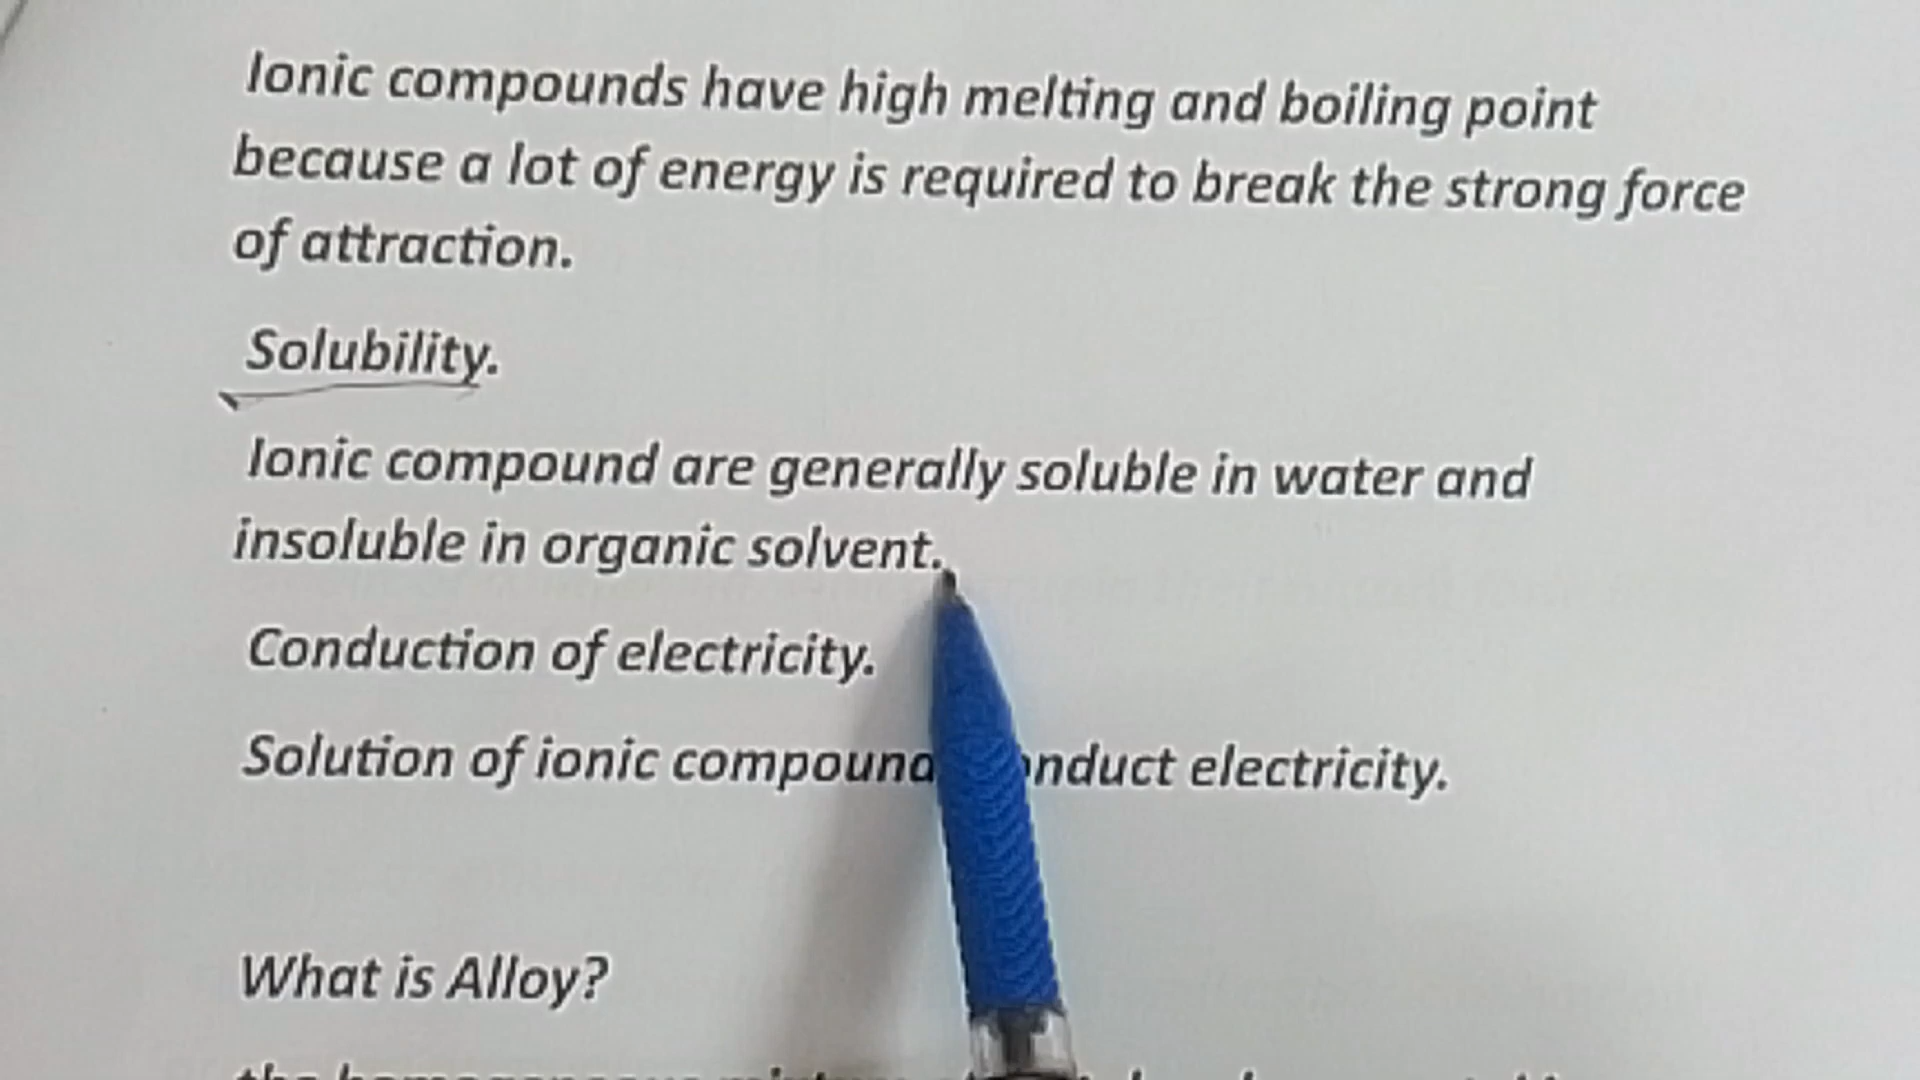 Ionic compounds have high melting and boiling point
because a lot of energy is required to break the strong force
of attraction.
Solubility.
Ionic compound are generally soluble in water and
insoluble in organic solvent.
Conduction of electricity.
Solution of ionic electricity.
What is Alloy?
the homogeneous